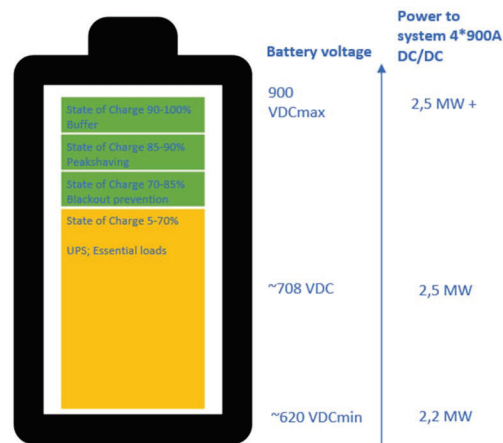 Power to
system 4*900A
DC/DC
Battery voltage
900
VDCmax
2,5 MW +
State of Charge 90-100%
Buffer
State of Charge 85-90%
Peakshaving
State of Charge 70-85%
Blackout prevention
State of Charge 5-70%
UPS; Essential loads
~708 VDC
2,5 MW
~620 VDCmin
2,2 MW